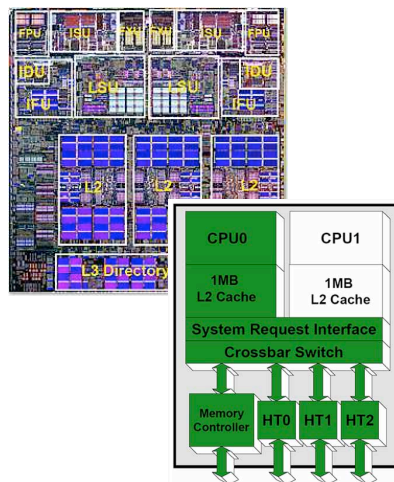 FPU ISU FXU FXU ISU FPU
IDU IDU
LSU LSU
IFU IFU
L2 L2 L2
L3 Directory
CPU0 CPU1
1MB 1MB
L2 Cache L2 Cache
System Request Interface
Crossbar Switch
Memory
Controller
HT0 HT1 HT2